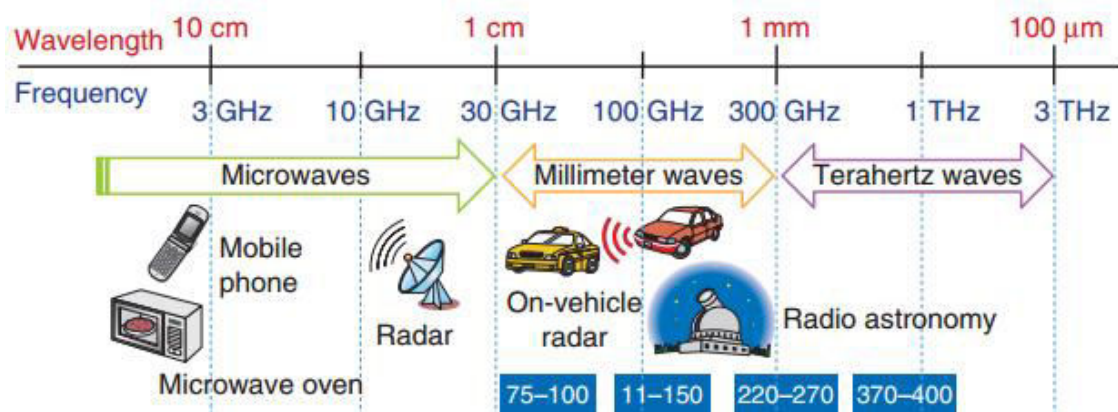 Wavelength 10 cm 1 cm 1 mm 100 µm
Frequency 3 GHz 10 GHz 30 GHz 100 GHz 300 GHz 1 THz 3 THz
Microwaves Millimeter waves Terahertz waves
Mobile
phone
Radar
Microwave oven
On-vehicle
radar
Radio astronomy
75–100 11–150 220–270 370–400